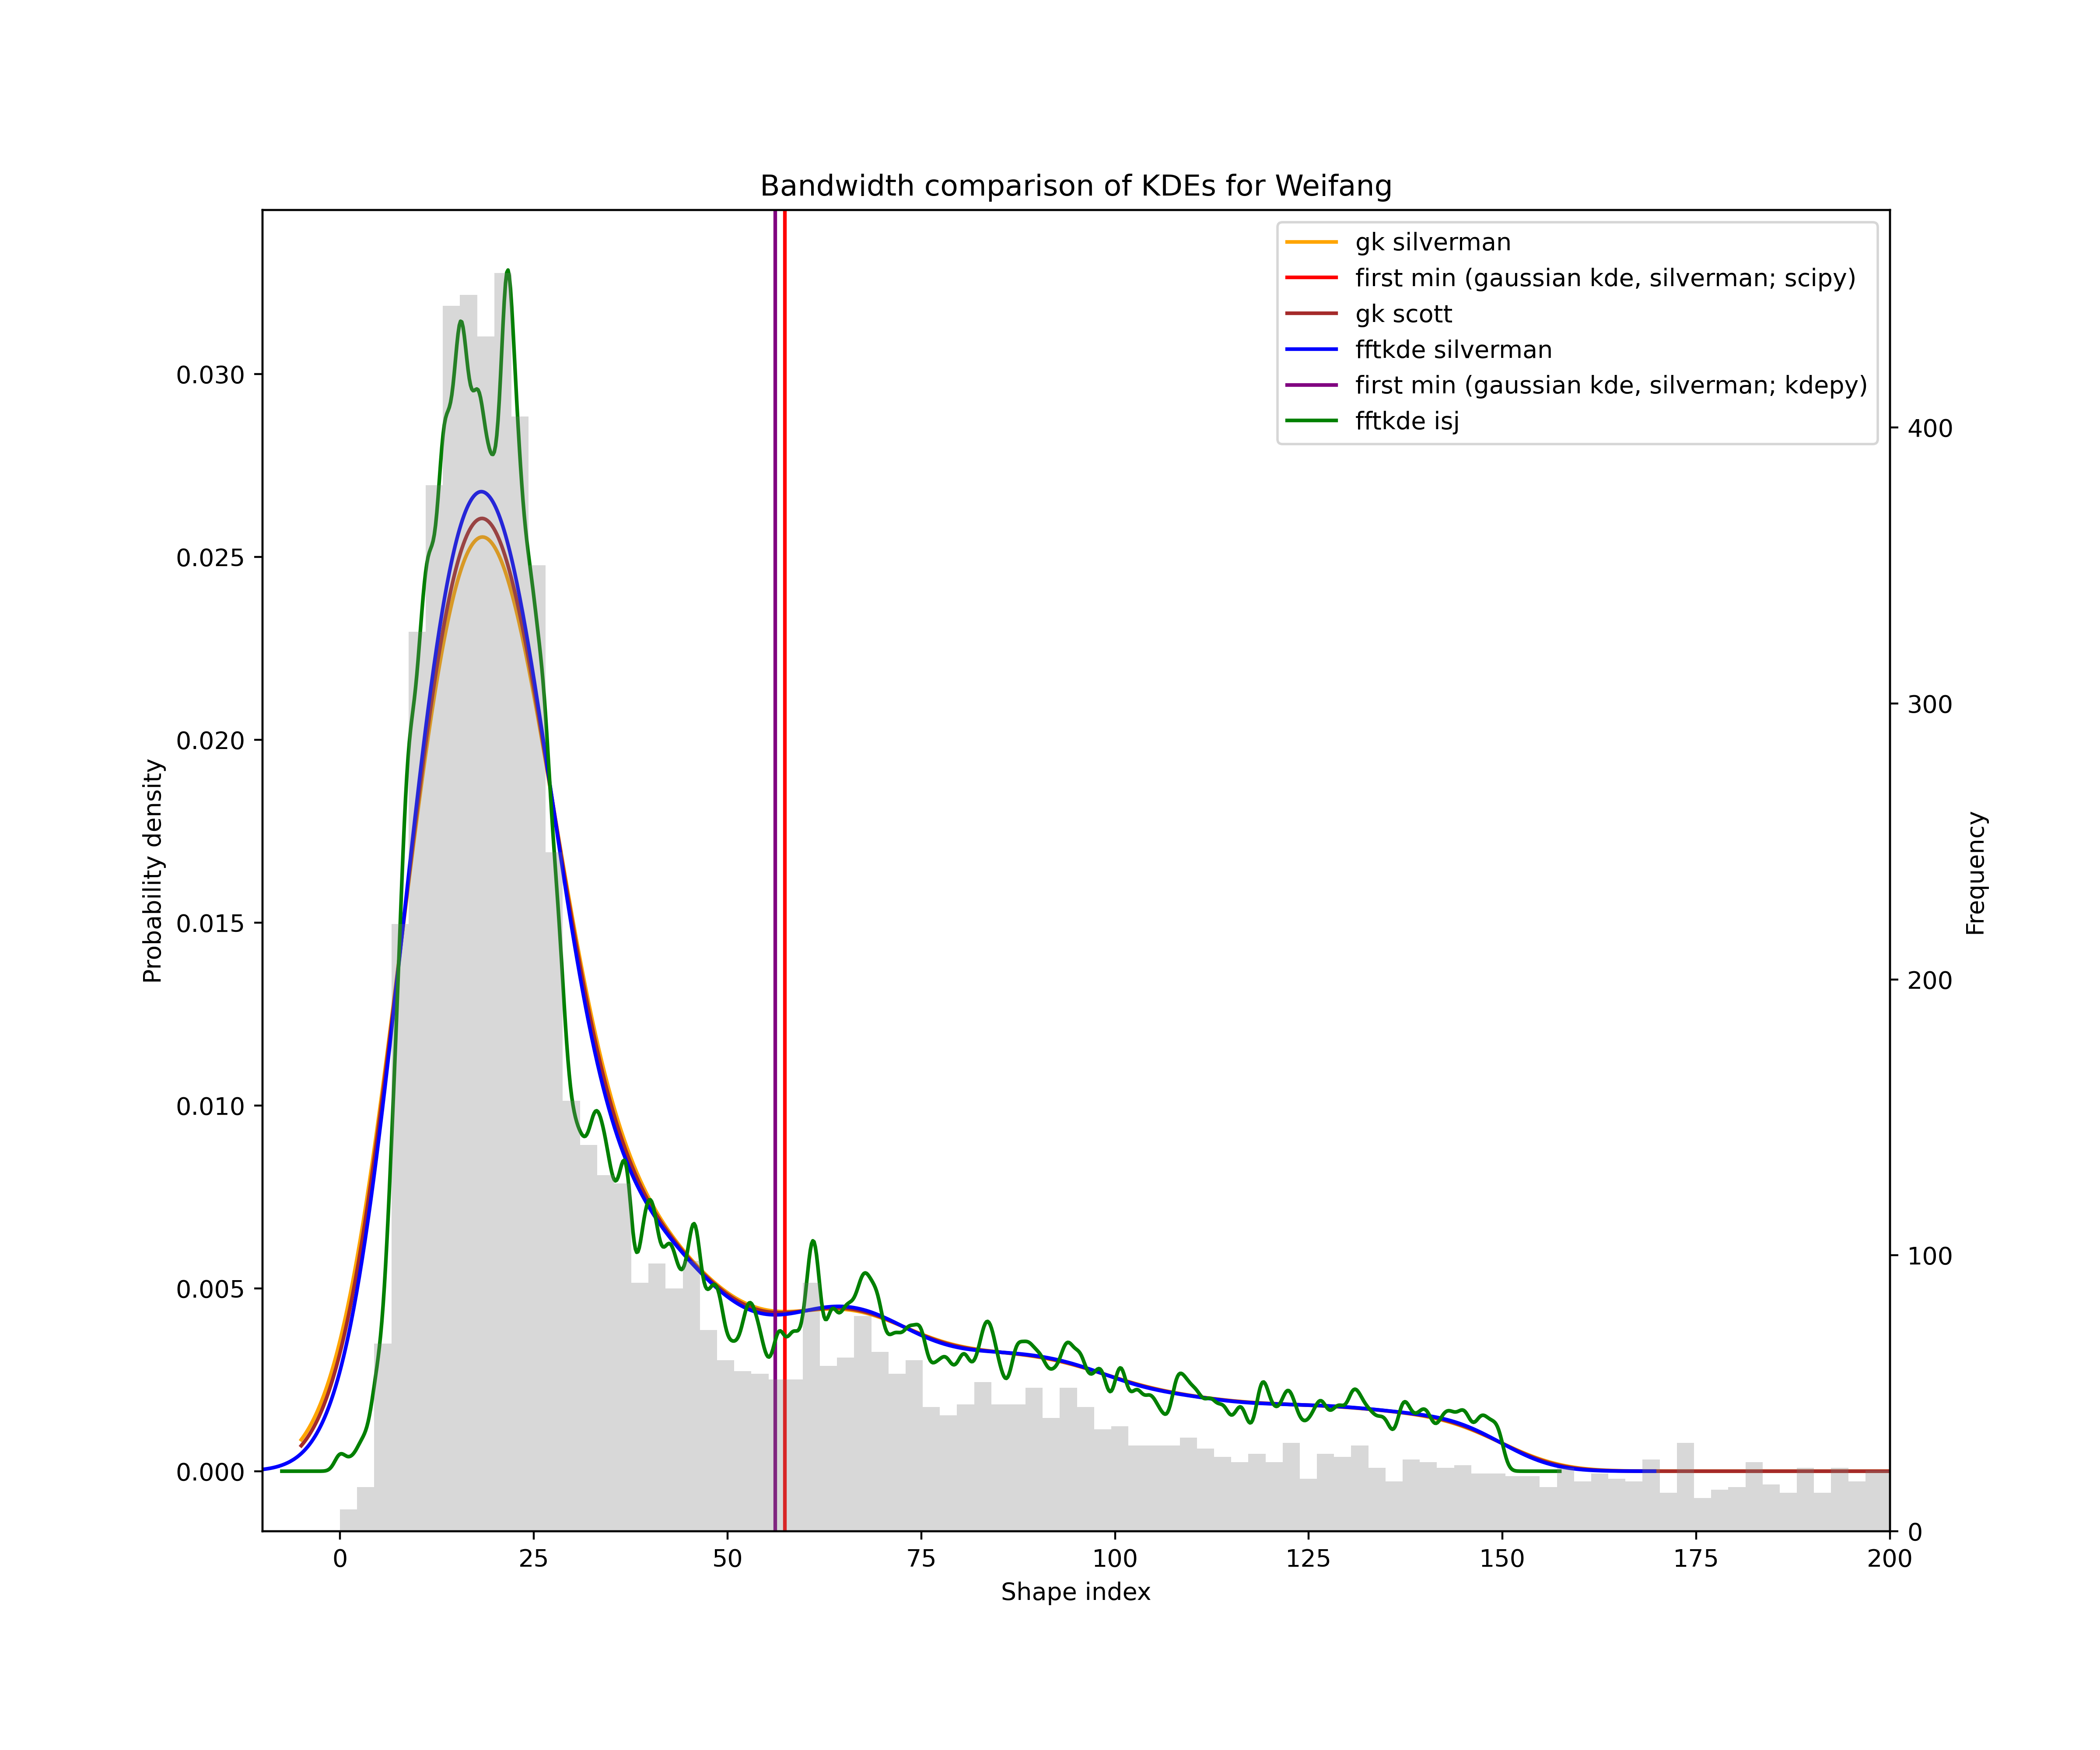 Bandwidth comparison of KDEs for Weifang
gk silverman
first min (gaussian kde, silverman; scipy)
gk scott
fftkde silverman
first min (gaussian kde, silverman; kdepy)
fftkde isj
Probability density
0.030
0.025
0.020
0.015
0.010
0.005
0.000
400
300
200
100
0
Frequency
0 25 50 75 100 125 150 175 200
Shape index